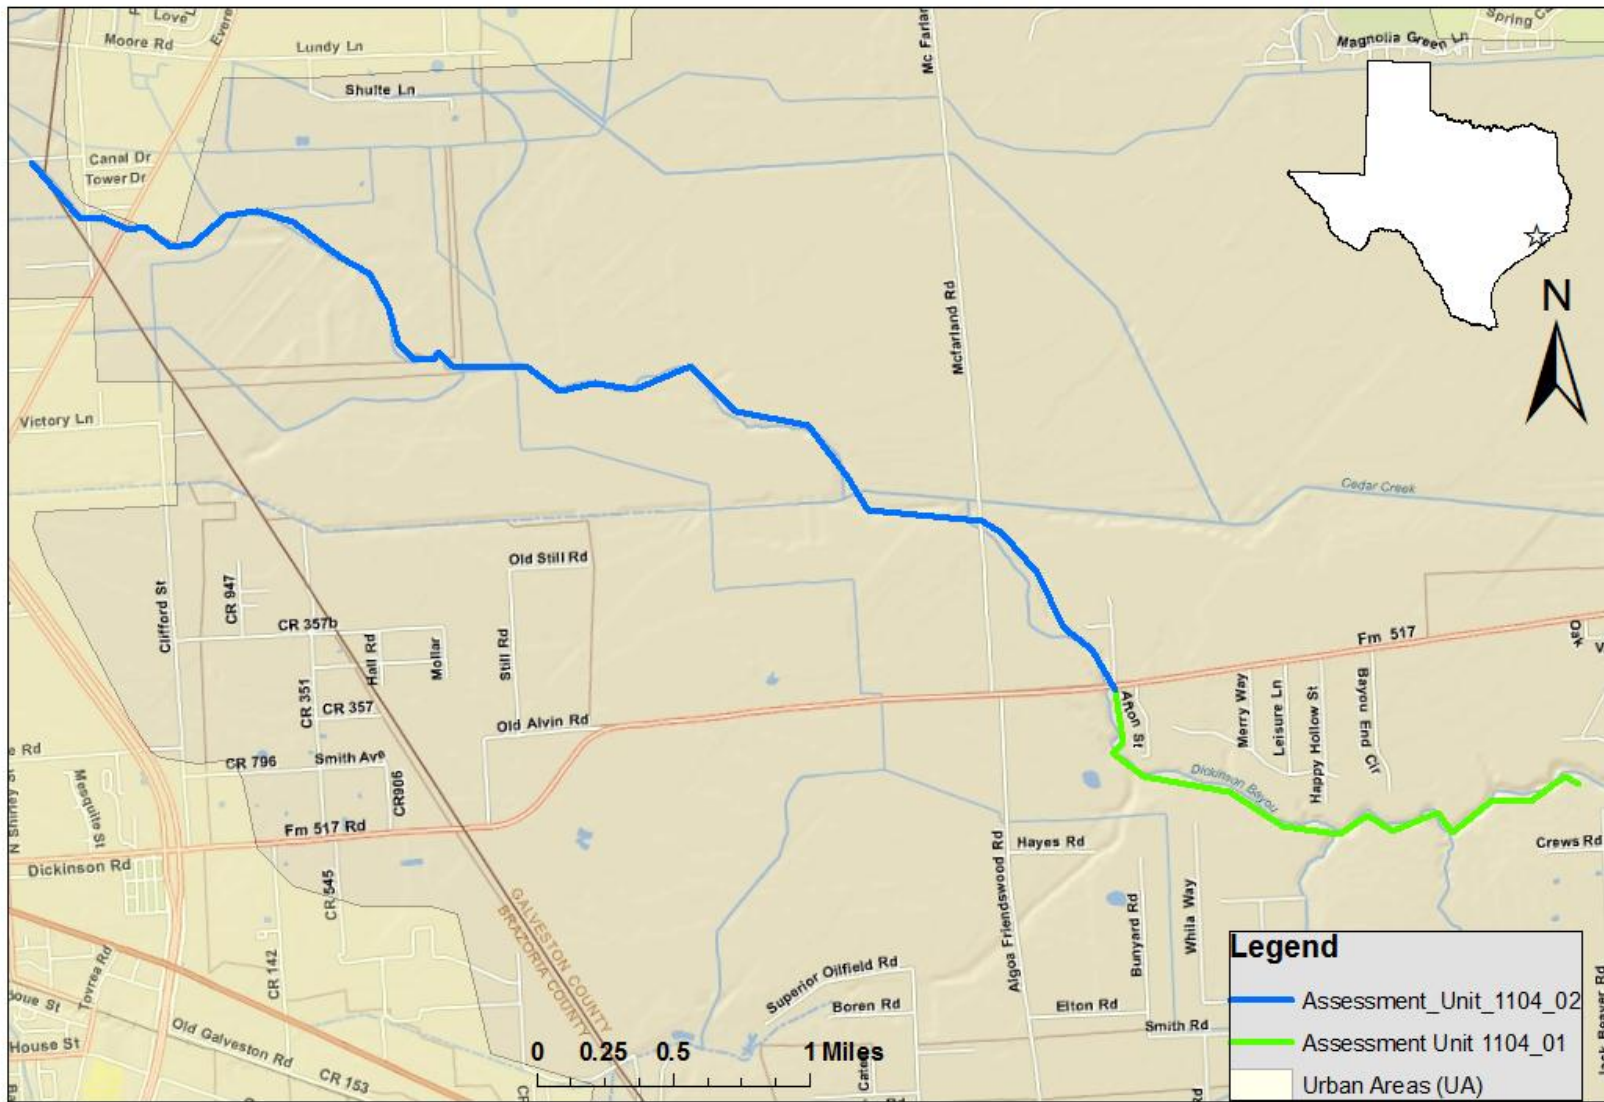 Love
Moore Rd
Lundy Ln
Shulte Ln
Magnolia Green Ln
Canal Dr
Tower Dr
N
Mcfarland Rd
Victory Ln
Cedar Creek
Old Still Rd
Clifford St
CR 947
CR 357b
Hall Rd
Mollar
Still Rd
Fm 517
Oak
CR 351
CR 357
Old Alvin Rd
Afton St
Merry Way
Leisure Ln
Happy Hollow St
Bayou End Cir
Dickinson Bayou
CR 796
Smith Ave
CR906
Mesquite St
N Shirley St
Fm 517 Rd
Dickinson Rd
Hayes Rd
Crews Rd
Algoa Friendswood Rd
CR 545
GALVESTON COUNTY
BRAZORIA COUNTY
Bunyard Rd
Whila Way
Tovrea Rd
CR 142
Superior Oilfield Rd
Boren Rd
Elton Rd
Smith Rd
Old Galveston Rd
House St
CR 153
0 0.25 0.5 1 Miles
Legend
Assessment_Unit_1104_02
Assessment Unit 1104_01
Urban Areas (UA)